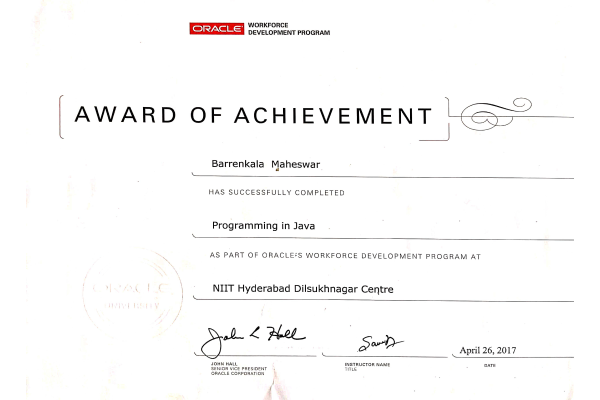 ORACLE WORKFORCE
DEVELOPMENT PROGRAM
AWARD OF ACHIEVEMENT
Barrenkala Maheswar
HAS SUCCESSFULLY COMPLETED
Programming in Java
AS PART OF ORACLE'S WORKFORCE DEVELOPMENT PROGRAM AT
NIIT Hyderabad Dilsukhnagar Centre
ORACLE
UNIVERSITY
John L Hall
April 26, 2017
JOHN HALL
SENIOR VICE PRESIDENT
ORACLE CORPORATION
INSTRUCTOR NAME
TITLE
DATE